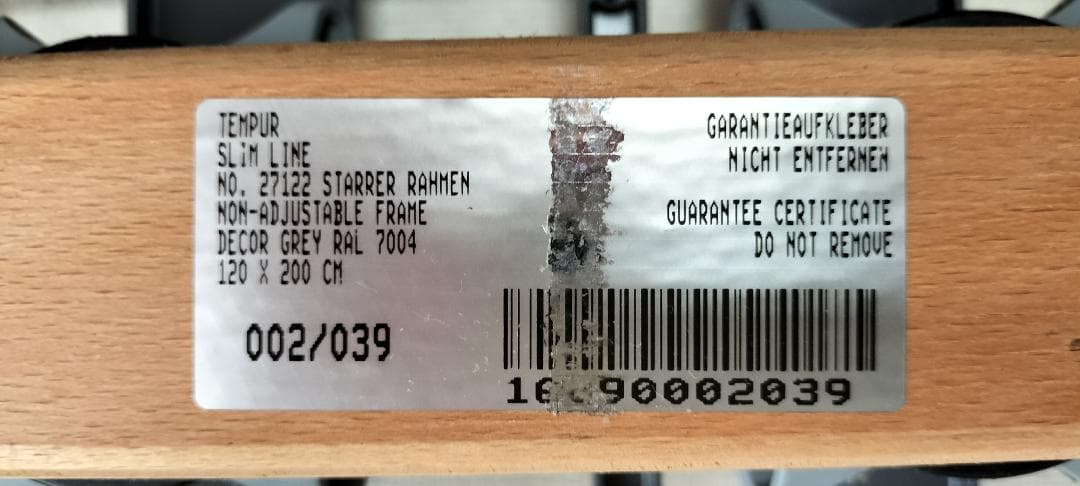 TEMPUR
SLIM LINE
NO. 27122 STARRER RAHMEN
NON-ADJUSTABLE FRAME
DECOR GREY RAL 7004
120 X 200 CM
002/039
GARANTIEAUFKLEBER
NICHT ENTFERNEN
GUARANTEE CERTIFICATE
DO NOT REMOVE